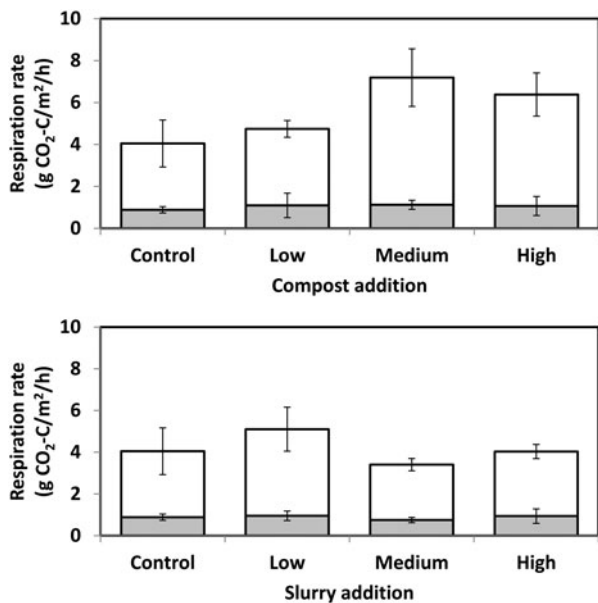 Respiration rate
(g CO₂-C/m²/h)
10
8
6
4
2
0
Control Low Medium High
Compost addition
Respiration rate
(g CO₂-C/m²/h)
10
8
6
4
2
0
Control Low Medium High
Slurry addition